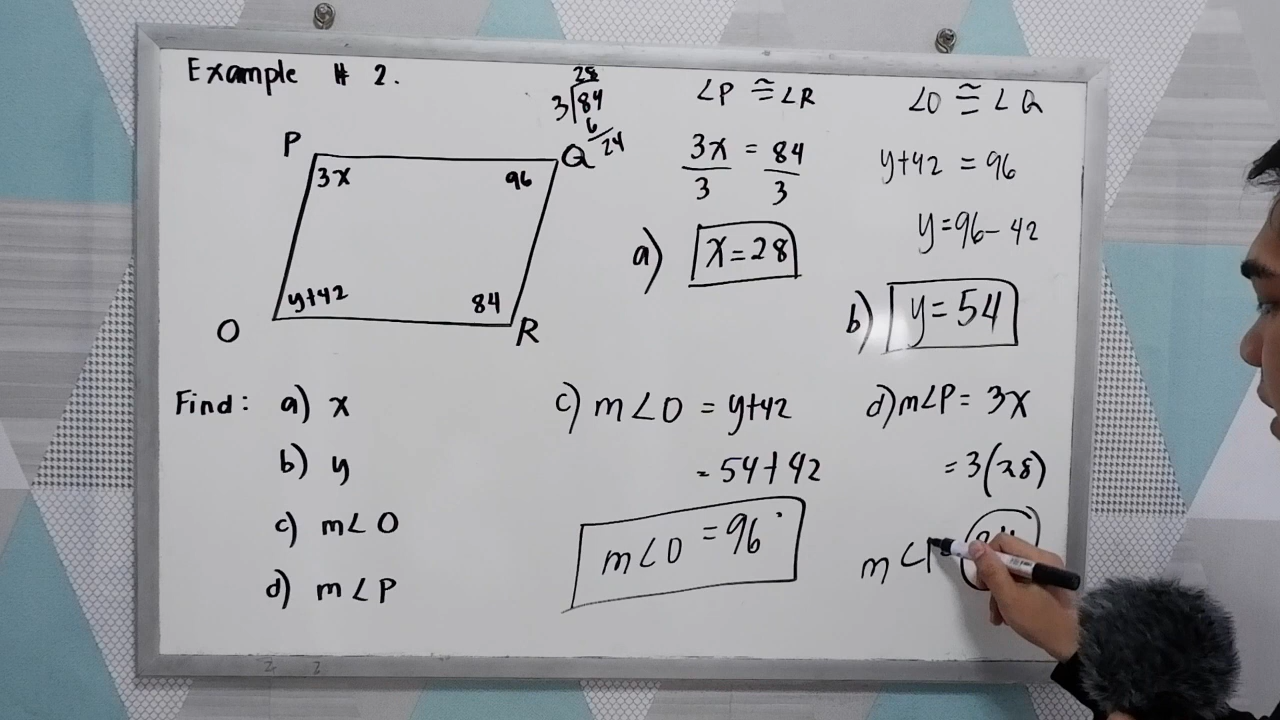 Example # 2.
28
3 84
6
24
P
Q
3x
96
y+42
84
O
R
∠P ≅ ∠R
3x = 84
3 3
a) x=28
∠O ≅ ∠Q
y+42 = 96
y=96-42
b) y=54
Find: a) x
b) y
c) m∠O
d) m∠P
c) m∠O = y+42
= 54+42
m∠O = 96°
d) m∠P = 3x
= 3(28)
m∠P =